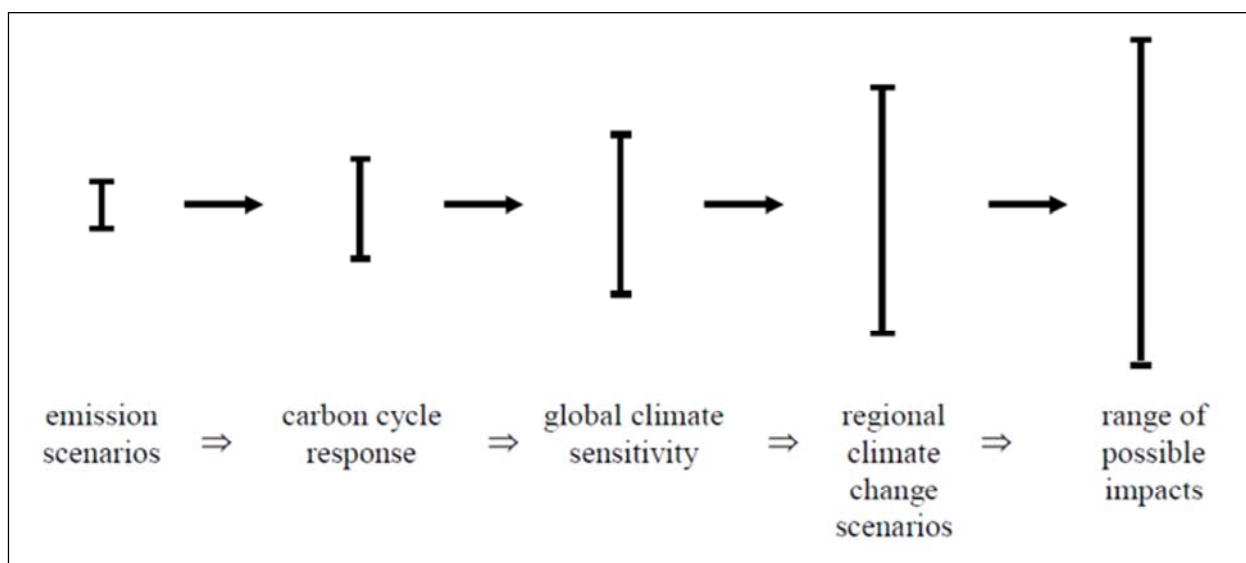 emission
scenarios
⇒
carbon cycle
response
⇒
global climate
sensitivity
⇒
regional
climate
change
scenarios
⇒
range of
possible
impacts